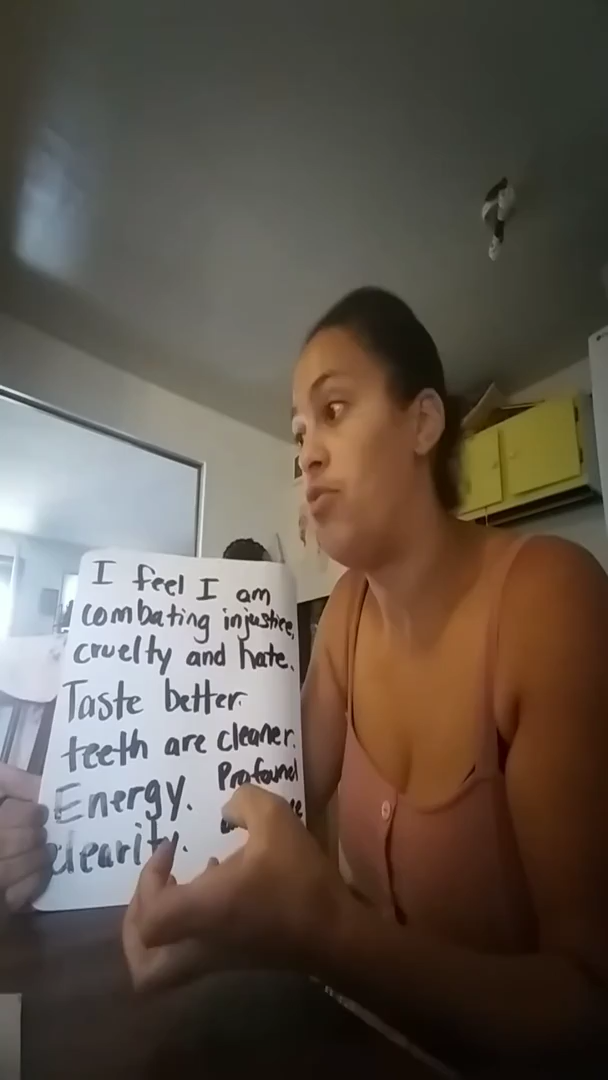 I feel I am
combating injustice,
cruelty and hate.
Taste better.
teeth are cleaner.
Energy. Profound
clearity.